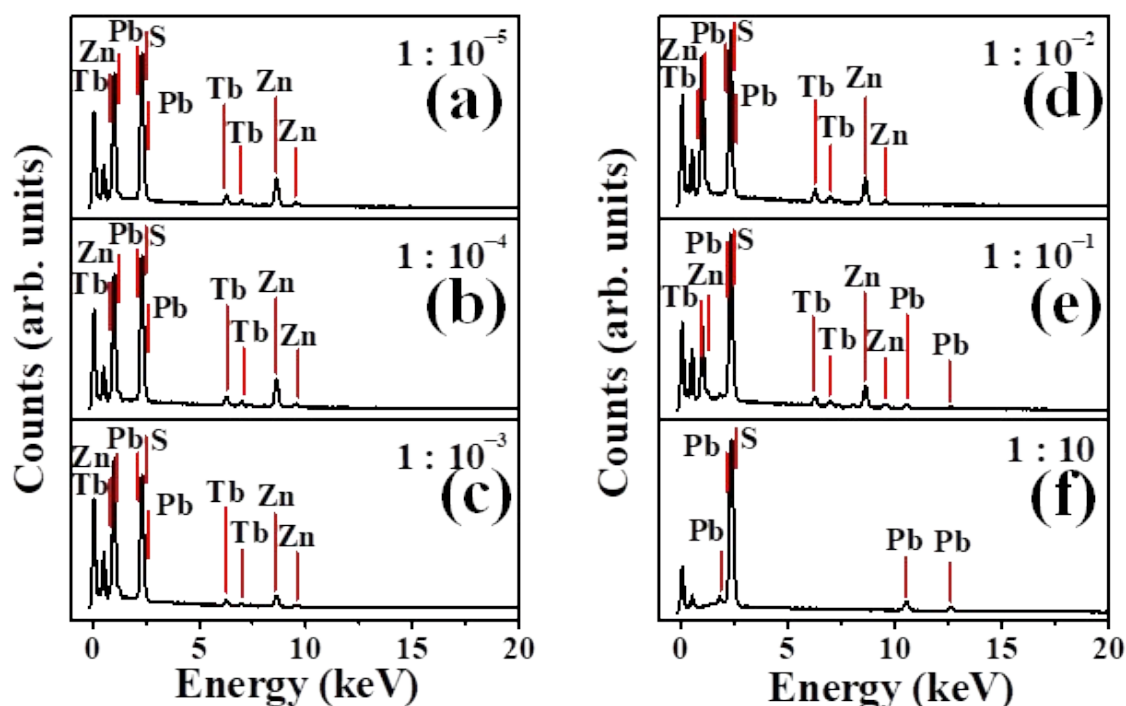 Counts (arb. units)
Pb S
Zn
Tb
Pb
Tb
Tb
Zn
Zn
1 : 10⁻⁵
(a)
Pb S
Zn
Tb
Pb
Tb
Tb
Zn
Zn
1 : 10⁻⁴
(b)
Pb S
Zn
Tb
Pb
Tb
Tb
Zn
Zn
1 : 10⁻³
(c)
0 5 10 15 20
Energy (keV)
Counts (arb. units)
Pb S
Zn
Tb
Pb
Tb
Tb
Zn
Zn
1 : 10⁻²
(d)
S
Pb
Zn
Tb
Tb
Tb
Zn
Zn
Pb
Pb
1 : 10⁻¹
(e)
S
Pb
Pb
Pb Pb
1 : 10
(f)
0 5 10 15 20
Energy (keV)